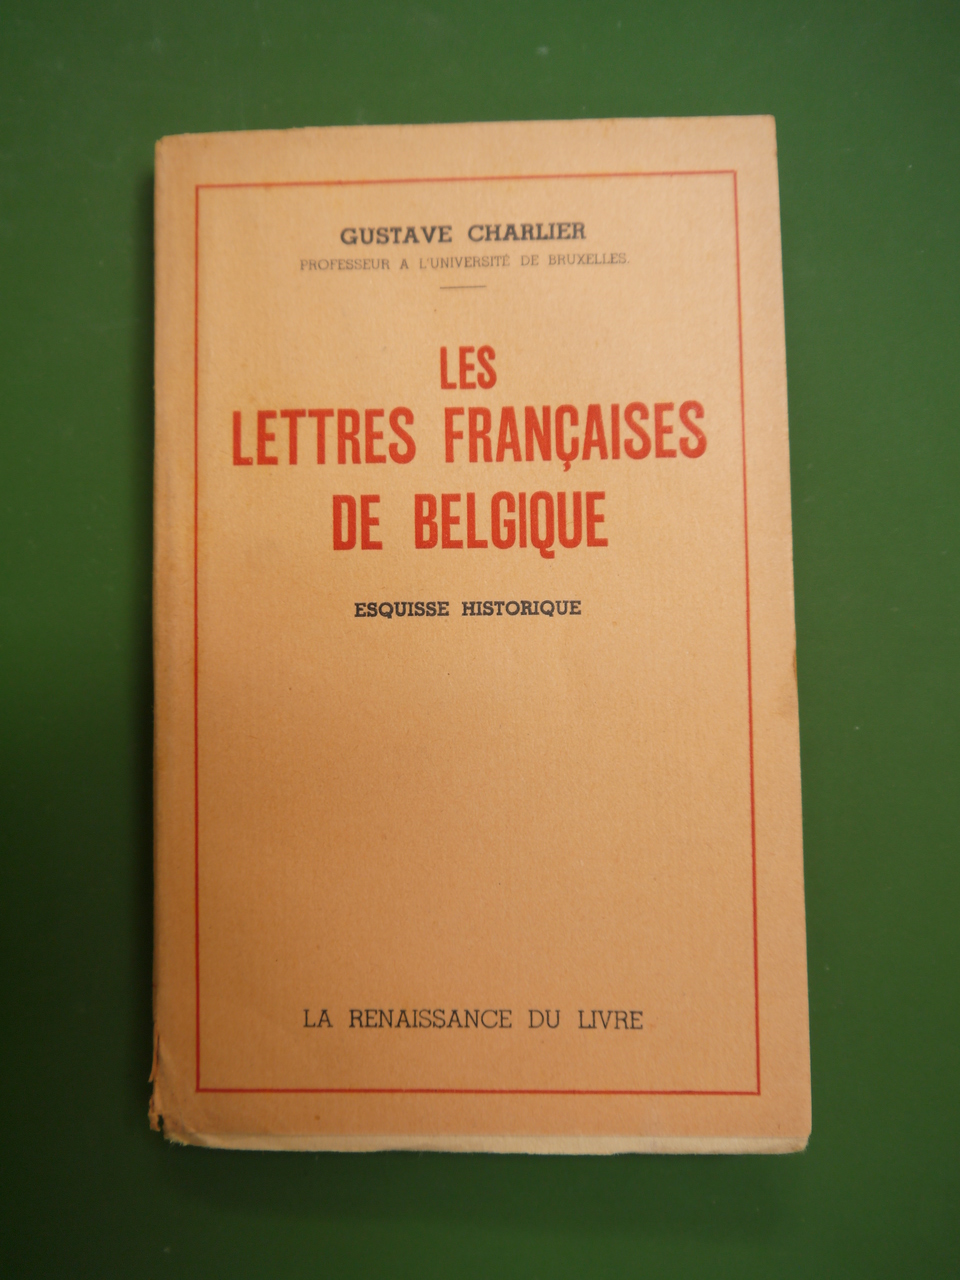 GUSTAVE CHARLIER
PROFESSEUR A L'UNIVERSITÉ DE BRUXELLES.
LES
LETTRES FRANÇAISES
DE BELGIQUE
ESQUISSE HISTORIQUE
LA RENAISSANCE DU LIVRE